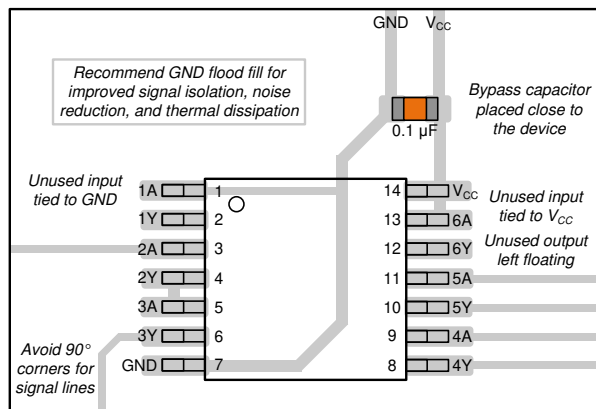 GND VCC
Recommend GND flood fill for
improved signal isolation, noise
reduction, and thermal dissipation
Bypass capacitor
placed close to
the device
0.1 µF
Unused input
tied to GND
1A 1 14 VCC
1Y 2 13 6A
2A 3 12 6Y
2Y 4 11 5A
3A 5 10 5Y
3Y 6 9 4A
GND 7 8 4Y
Unused input
tied to VCC
Unused output
left floating
Avoid 90°
corners for
signal lines